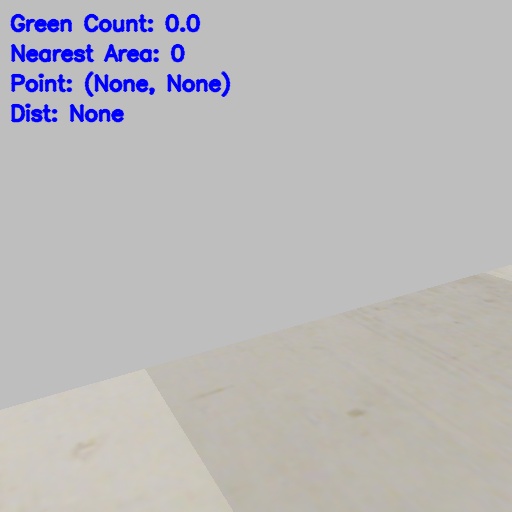 Green Count: 0.0
Nearest Area: 0
Point: (None, None)
Dist: None